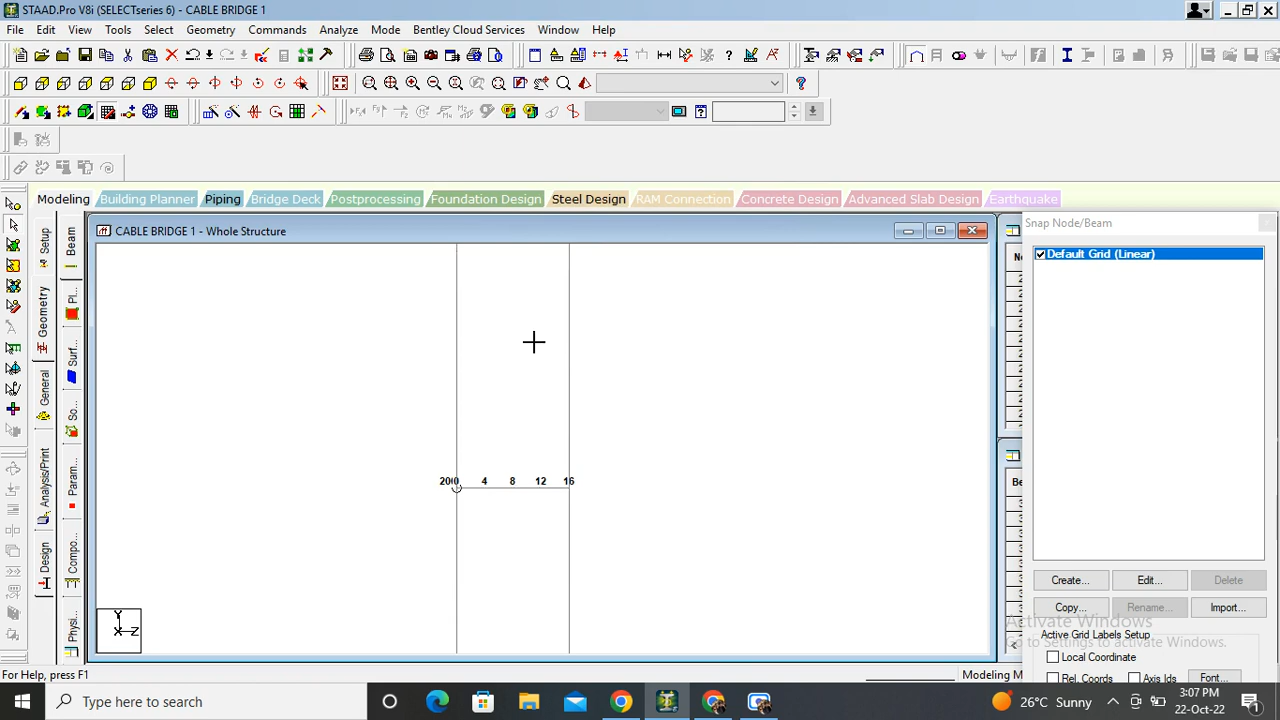 STAAD.Pro V8i (SELECTseries 6) - CABLE BRIDGE 1
File Edit View Tools Select Geometry Commands Analyze Mode Bentley Cloud Services Window Help
Modeling Building Planner Piping Bridge Deck Postprocessing Foundation Design Steel Design RAM Connection Concrete Design Advanced Slab Design Earthquake
CABLE BRIDGE 1 - Whole Structure
Snap Node/Beam
Default Grid (Linear)
Setup
Geometry
General
Analysis/Print
Design
Beam
Pl...
Surf...
So...
Param...
Compo...
Physi...
200 4 8 12 16
Y
X Z
Create... Edit... Delete
Copy... Rename... Import...
Activate Windows
Go to Settings to activate Windows.
Active Grid Labels Setup
Local Coordinate
Rel. Coords Axis Ids Font...
For Help, press F1
Modeling M
Type here to search
26°C Sunny
3:07 PM
22-Oct-22